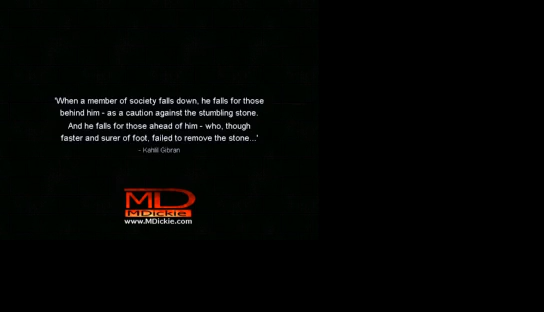 'When a member of society falls down, he falls for those
behind him - as a caution against the stumbling stone.
And he falls for those ahead of him - who, though
faster and surer of foot, failed to remove the stone...'
- Kahlil Gibran
MD
MDickie
www.MDickie.com